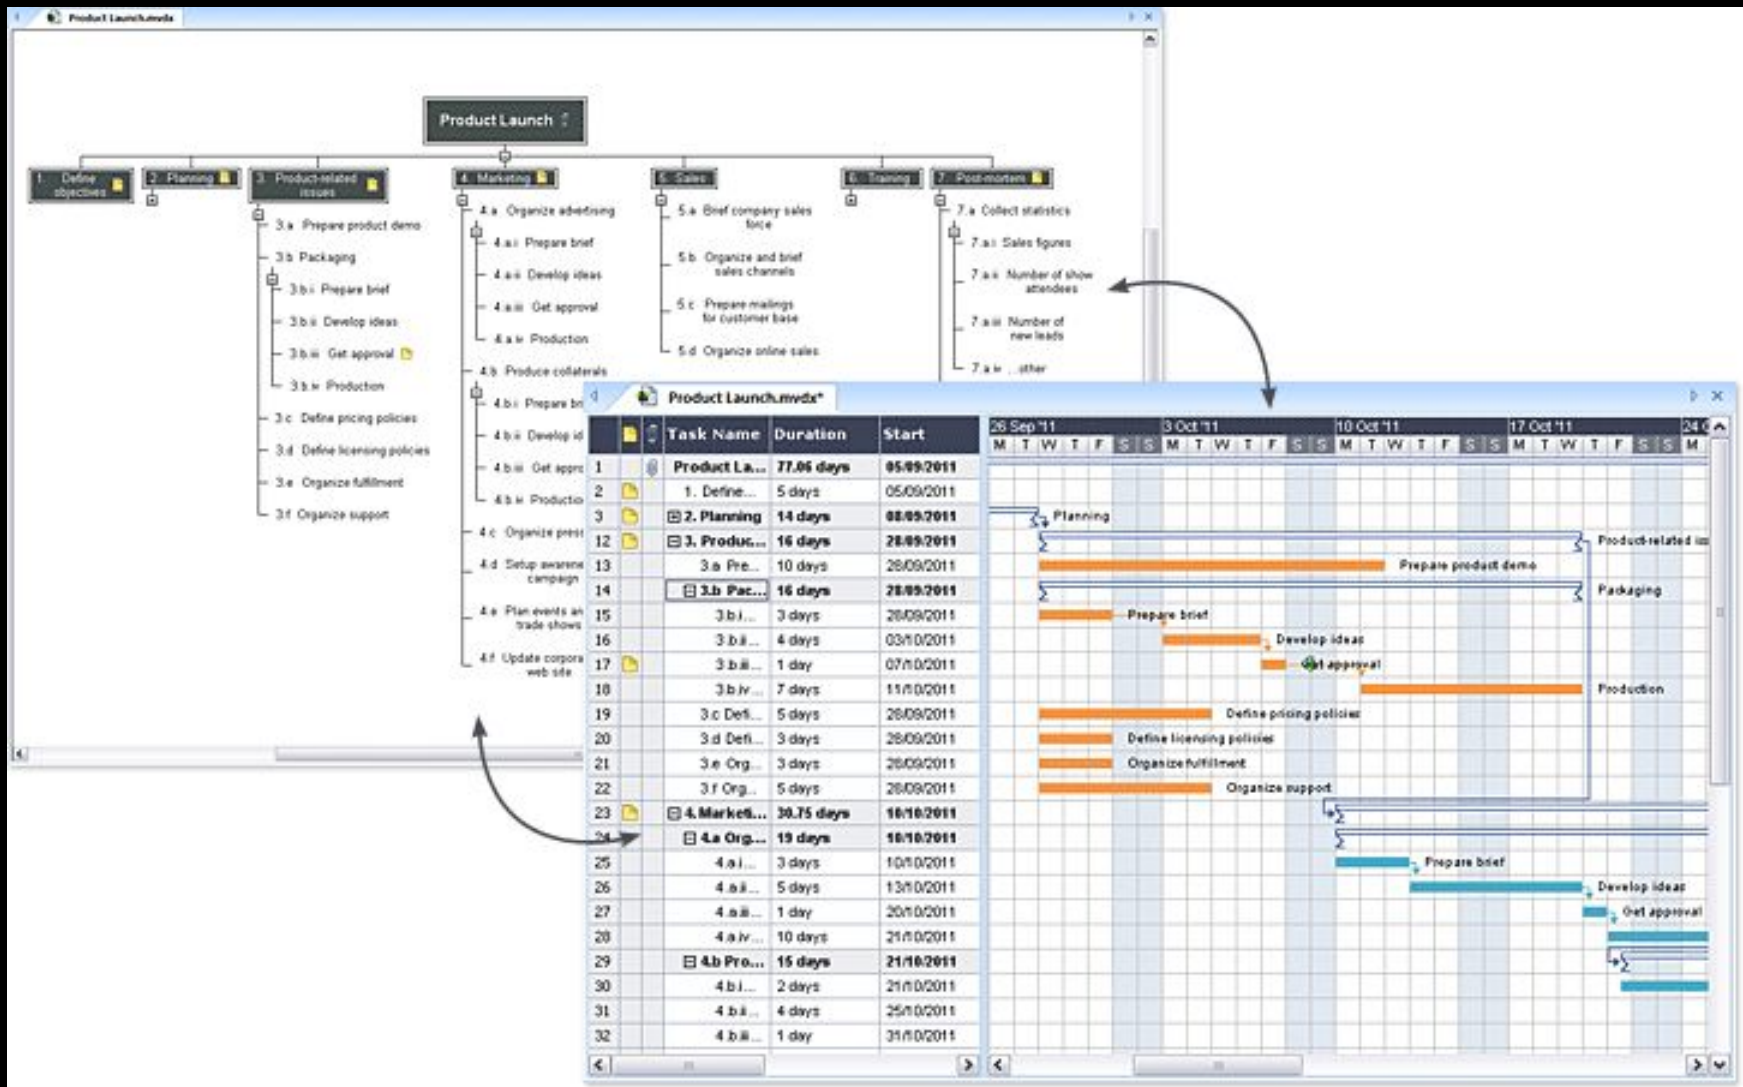 Product Launch.mvdx
Product Launch
1. Define
objectives
2. Planning
3. Product-related
issues
4. Marketing
5. Sales
6. Training
7. Post-mortem
3.a Prepare product demo
3.b Packaging
3.b.i Prepare brief
3.b.ii Develop ideas
3.b.iii Get approval
3.b.iv Production
3.c Define pricing policies
3.d Define licensing policies
3.e Organize fulfillment
3.f Organize support
4.a Organize advertising
4.a.i Prepare brief
4.a.ii Develop ideas
4.a.iii Get approval
4.a.iv Production
4.b Produce collaterals
4.b.i Prepare br
4.b.ii Develop id
4.b.iii Get appro
4.b.iv Productio
4.c Organize press
4.d Setup awarene
campaign
4.e Plan events an
trade shows
4.f Update corpora
web site
5.a Brief company sales
force
5.b Organize and brief
sales channels
5.c Prepare mailings
for customer base
5.d Organize online sales
7.a Collect statistics
7.a.i Sales figures
7.a.ii Number of show
attendees
7.a.iii Number of
new leads
7.a.iv ...other
Product Launch.mvdx*
Task Name Duration Start
1 Product La... 77.06 days 05/09/2011
2 1. Define... 5 days 05/09/2011
3 2. Planning 14 days 08/09/2011
12 3. Produc... 16 days 28/09/2011
13 3.a Pre... 10 days 28/09/2011
14 3.b Pac... 16 days 28/09/2011
15 3.b.i... 3 days 28/09/2011
16 3.b.ii... 4 days 03/10/2011
17 3.b.iii... 1 day 07/10/2011
18 3.b.iv... 7 days 11/10/2011
19 3.c Defi... 5 days 28/09/2011
20 3.d Defi... 3 days 28/09/2011
21 3.e Org... 3 days 28/09/2011
22 3.f Org... 5 days 28/09/2011
23 4. Marketi... 30.75 days 10/10/2011
24 4.a Org... 19 days 10/10/2011
25 4.a.i... 3 days 10/10/2011
26 4.a.ii... 5 days 13/10/2011
27 4.a.iii... 1 day 20/10/2011
28 4.a.iv... 10 days 21/10/2011
29 4.b Pro... 15 days 21/10/2011
30 4.b.i... 2 days 21/10/2011
31 4.b.ii... 4 days 25/10/2011
32 4.b.iii... 1 day 31/10/2011
26 Sep '11 3 Oct '11 10 Oct '11 17 Oct '11 24 O
M T W T F S S M T W T F S S M T W T F S S M T W T F S S M
Planning
Product-related iss
Prepare product demo
Packaging
Prepare brief
Develop ideas
Get approval
Production
Define pricing policies
Define licensing policies
Organize fulfillment
Organize support
Prepare brief
Develop ideas
Get approval